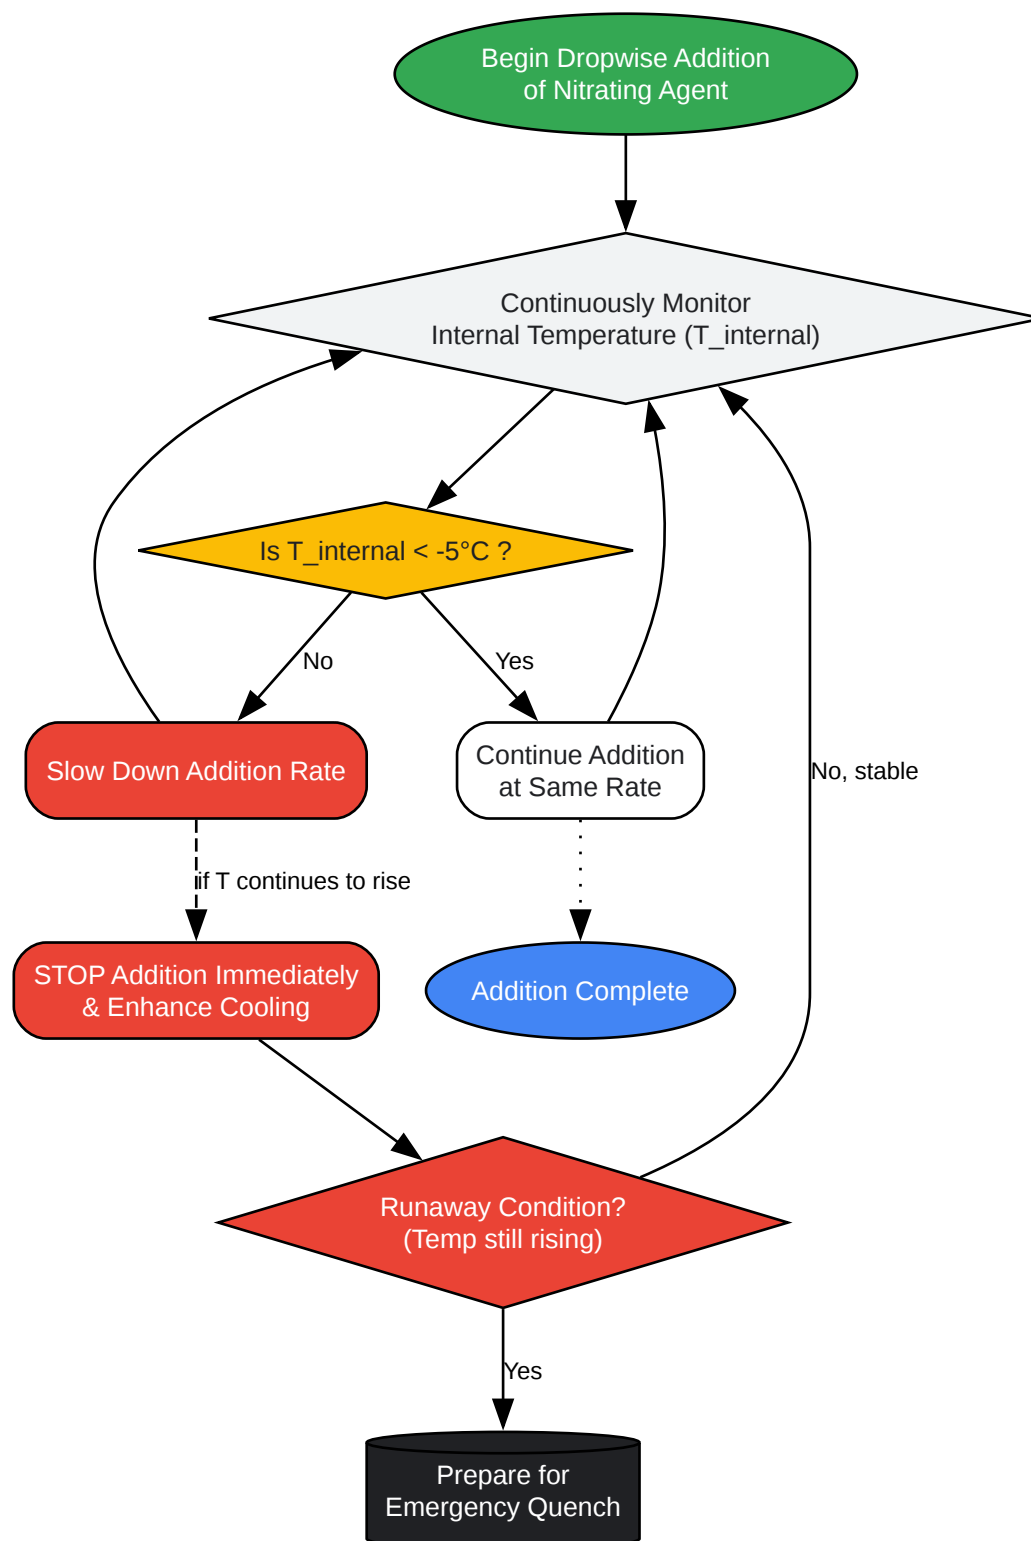 Begin Dropwise Addition
of Nitrating Agent
Continuously Monitor
Internal Temperature (T_internal)
Is T_internal < -5°C ?
No
Yes
Slow Down Addition Rate
Continue Addition
at Same Rate
No, stable
if T continues to rise
STOP Addition Immediately
& Enhance Cooling
Addition Complete
Runaway Condition?
(Temp still rising)
Yes
Prepare for
Emergency Quench